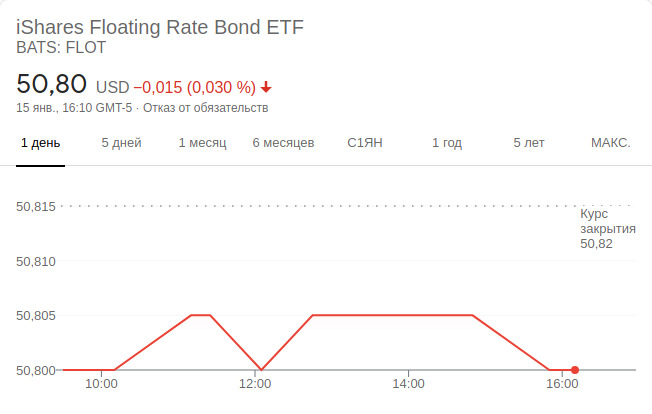 iShares Floating Rate Bond ETF
BATS: FLOT
50,80 USD −0,015 (0,030 %)
15 янв., 16:10 GMT-5 · Отказ от обязательств
1 день 5 дней 1 месяц 6 месяцев С1ЯН 1 год 5 лет МАКС.
50,815
Курс
закрытия
50,82
50,810
50,805
50,800
10:00 12:00 14:00 16:00